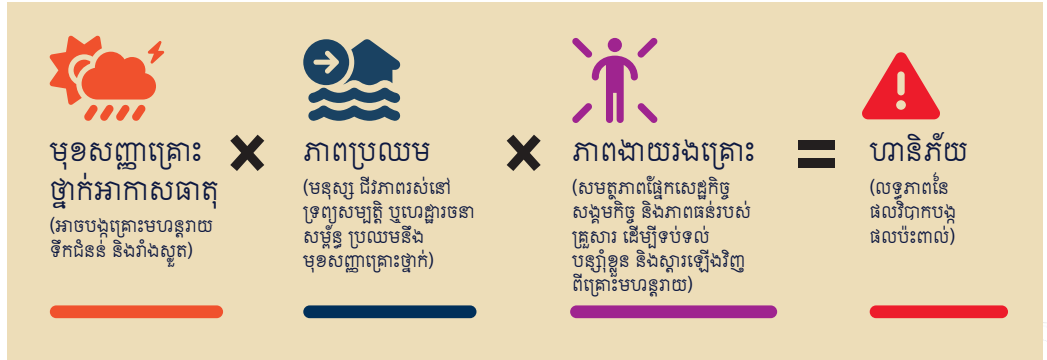 មុខសញ្ញាគ្រោះ
ថ្នាក់អាកាសធាតុ
(អាចបង្កគ្រោះមហន្តរាយ
ទឹកជំនន់ និងរាំងស្ងួត)
×
ភាពប្រឈម
(មនុស្ស ជីវភាពរស់នៅ
ទ្រព្យសម្បត្តិ ឬហេដ្ឋារចនា
សម្ព័ន្ធ ប្រឈមនឹង
មុខសញ្ញាគ្រោះថ្នាក់)
×
ភាពងាយរងគ្រោះ
(សមត្ថភាពផ្នែកសេដ្ឋកិច្ច
សង្គមកិច្ច និងភាពធន់របស់
គ្រួសារ ដើម្បីទប់ទល់
បន្សាំខ្លួន និងស្តារឡើងវិញ
ពីគ្រោះមហន្តរាយ)
=
ហានិភ័យ
(លទ្ធភាពនៃ
ផលវិបាកបង្ក
ផលប៉ះពាល់)